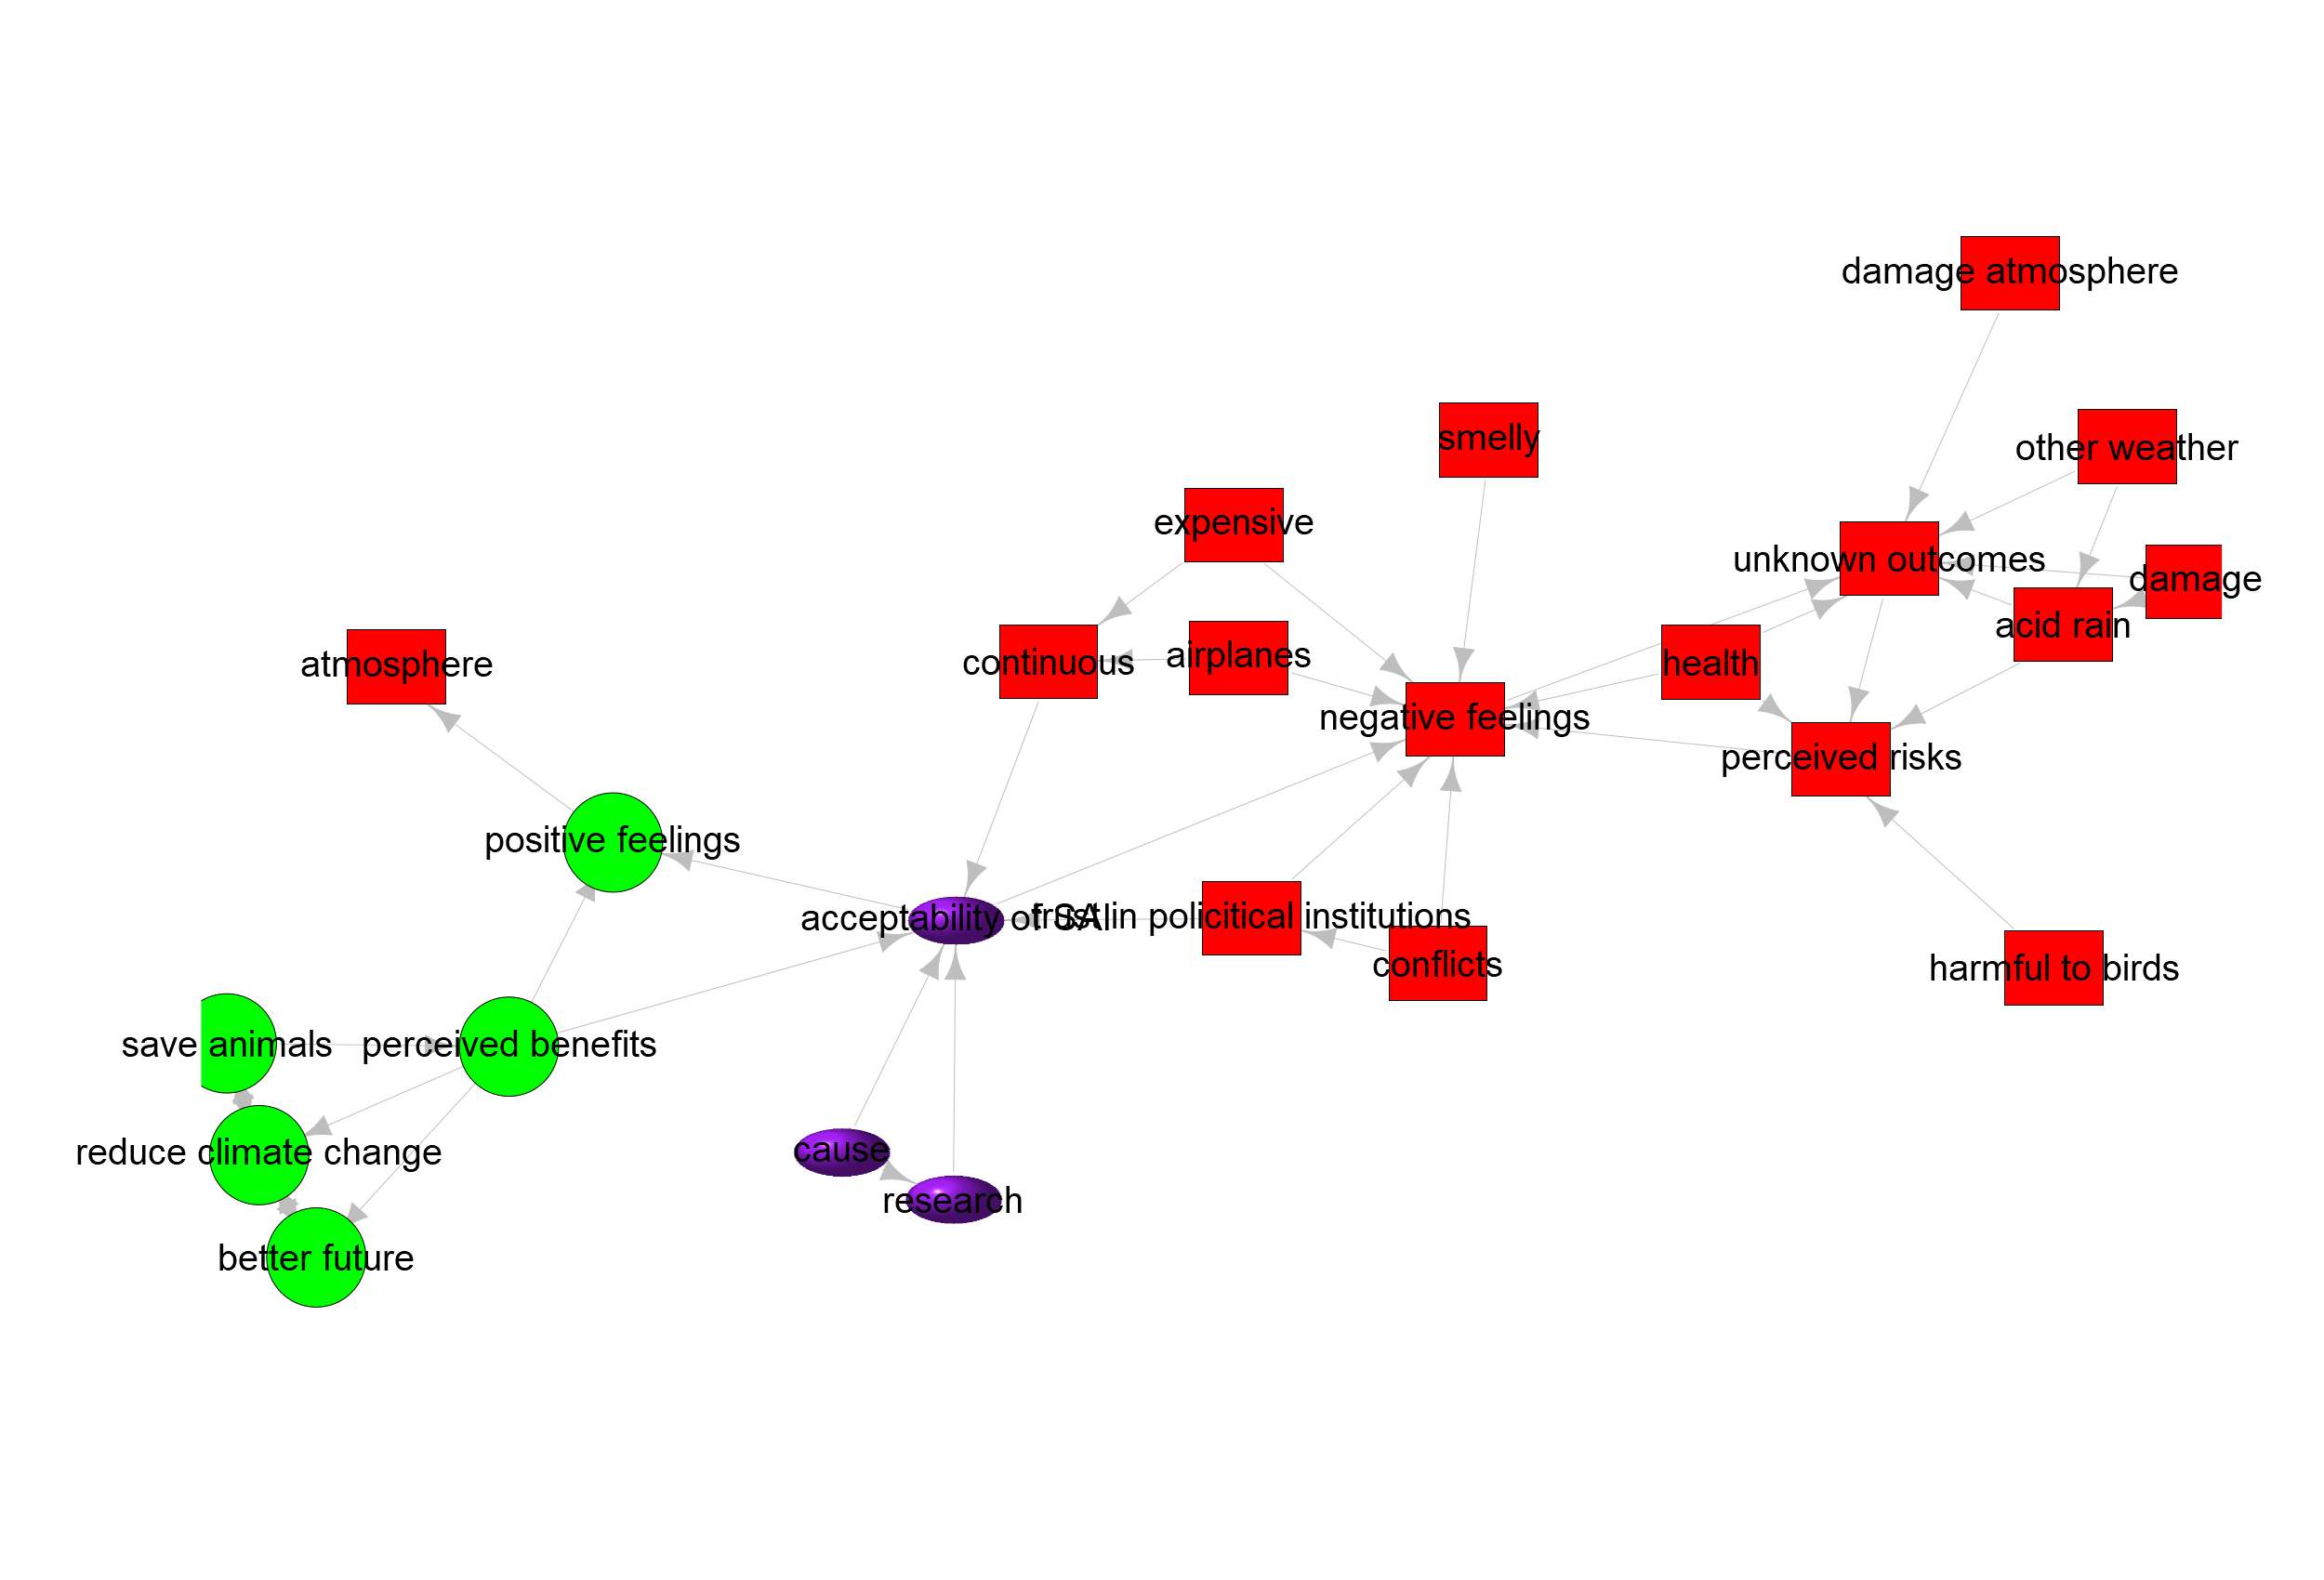 damage atmosphere
smelly
other weather
expensive
unknown outcomes
damage
acid rain
airplanes
continuous
health
atmosphere
negative feelings
perceived risks
positive feelings
acceptability of SAI
trust in policitical institutions
conflicts
harmful to birds
save animals
perceived benefits
reduce climate change
cause
research
better future